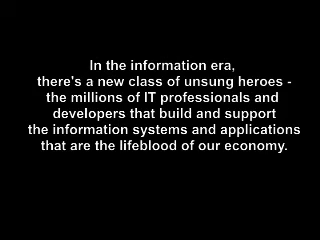 In the information era,
there's a new class of unsung heroes -
the millions of IT professionals and
developers that build and support
the information systems and applications
that are the lifeblood of our economy.